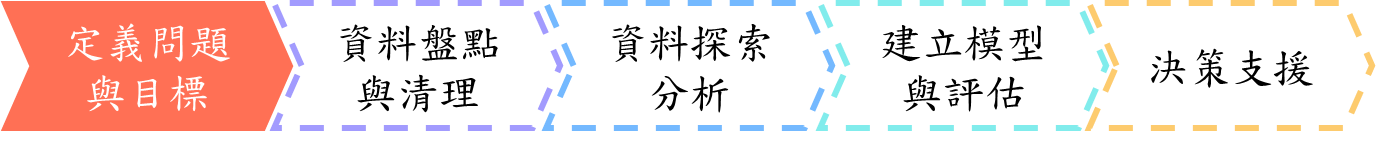 定義問題
與目標
資料盤點
與清理
資料探索
分析
建立模型
與評估
決策支援